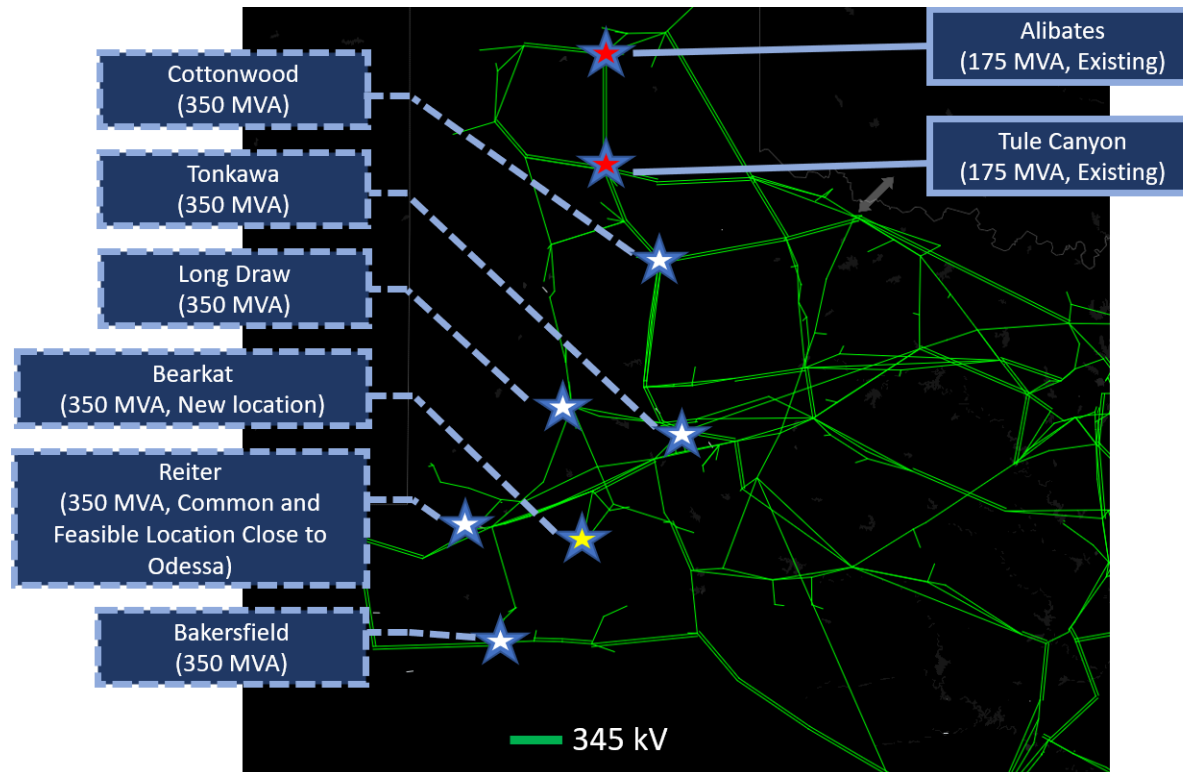 Cottonwood
(350 MVA)
Tonkawa
(350 MVA)
Long Draw
(350 MVA)
Bearkat
(350 MVA, New location)
Reiter
(350 MVA, Common and
Feasible Location Close to
Odessa)
Bakersfield
(350 MVA)
Alibates
(175 MVA, Existing)
Tule Canyon
(175 MVA, Existing)
345 kV